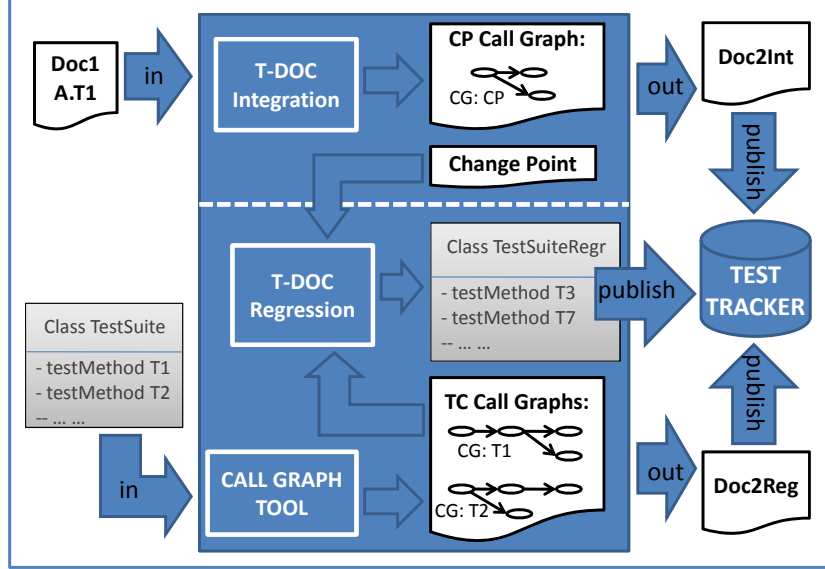 Doc1
A.T1
in
T-DOC
Integration
CP Call Graph:
CG: CP
out
Doc2Int
publish
Change Point
T-DOC
Regression
Class TestSuiteRegr
- testMethod T3
- testMethod T7
-- ... ...
publish
TEST
TRACKER
Class TestSuite
- testMethod T1
- testMethod T2
-- ... ...
in
CALL GRAPH
TOOL
TC Call Graphs:
CG: T1
CG: T2
out
publish
Doc2Reg